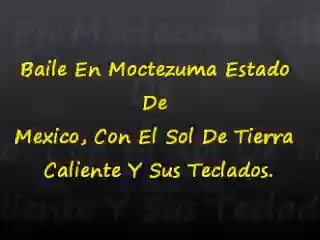 Baile En Moctezuma Estado
De
Mexico, Con El Sol De Tierra
Caliente Y Sus Teclados.